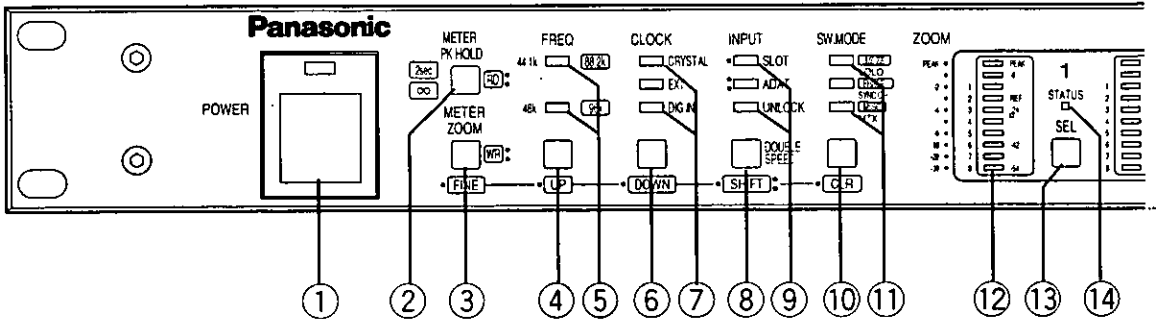 Panasonic
POWER
METER
PK HOLD
2sec
∞
RD
METER
ZOOM
WR
FINE
FREQ
44.1k
88.2k
48k
96k
UP
CLOCK
CRYSTAL
EXT
DIG IN
DOWN
INPUT
SLOT
ADAT
UNLOCK
DOUBLE
SPEED
SHIFT
SW.MODE
SOLO
CLR
ZOOM
PEAK
PEAK
REF
1
STATUS
SEL
① ② ③ ④ ⑤ ⑥ ⑦ ⑧ ⑨ ⑩ ⑪ ⑫ ⑬ ⑭